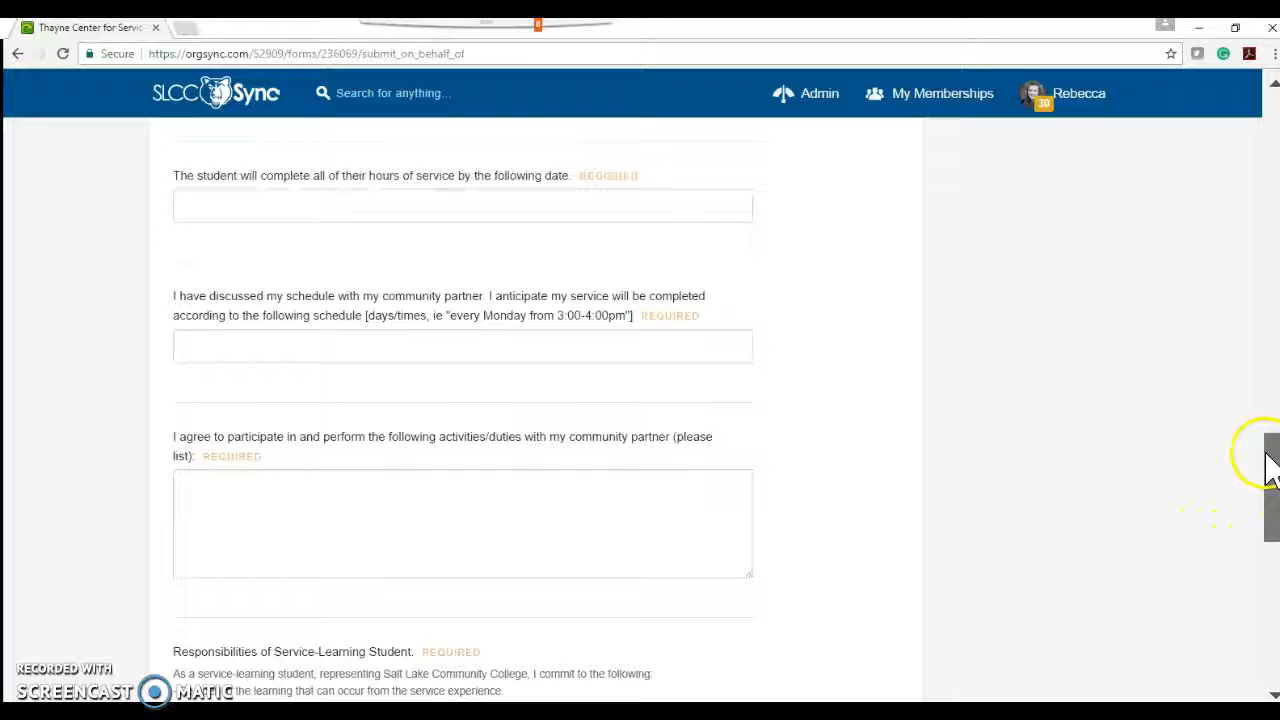 Thayne Center for Servic
6
Secure
https://orgsync.com/52909/forms/236069/submit_on_behalf_of
SLCC Sync
Search for anything...
Admin
My Memberships
30
Rebecca
The student will complete all of their hours of service by the following date. REQUIRED
I have discussed my schedule with my community partner. I anticipate my service will be completed
according to the following schedule [days/times, ie "every Monday from 3:00-4:00pm"] REQUIRED
I agree to participate in and perform the following activities/duties with my community partner (please
list): REQUIRED
Responsibilities of Service-Learning Student. REQUIRED
As a service-learning student, representing Salt Lake Community College, I commit to the following:
the learning that can occur from the service experience.
RECORDED WITH
SCREENCAST MATIC